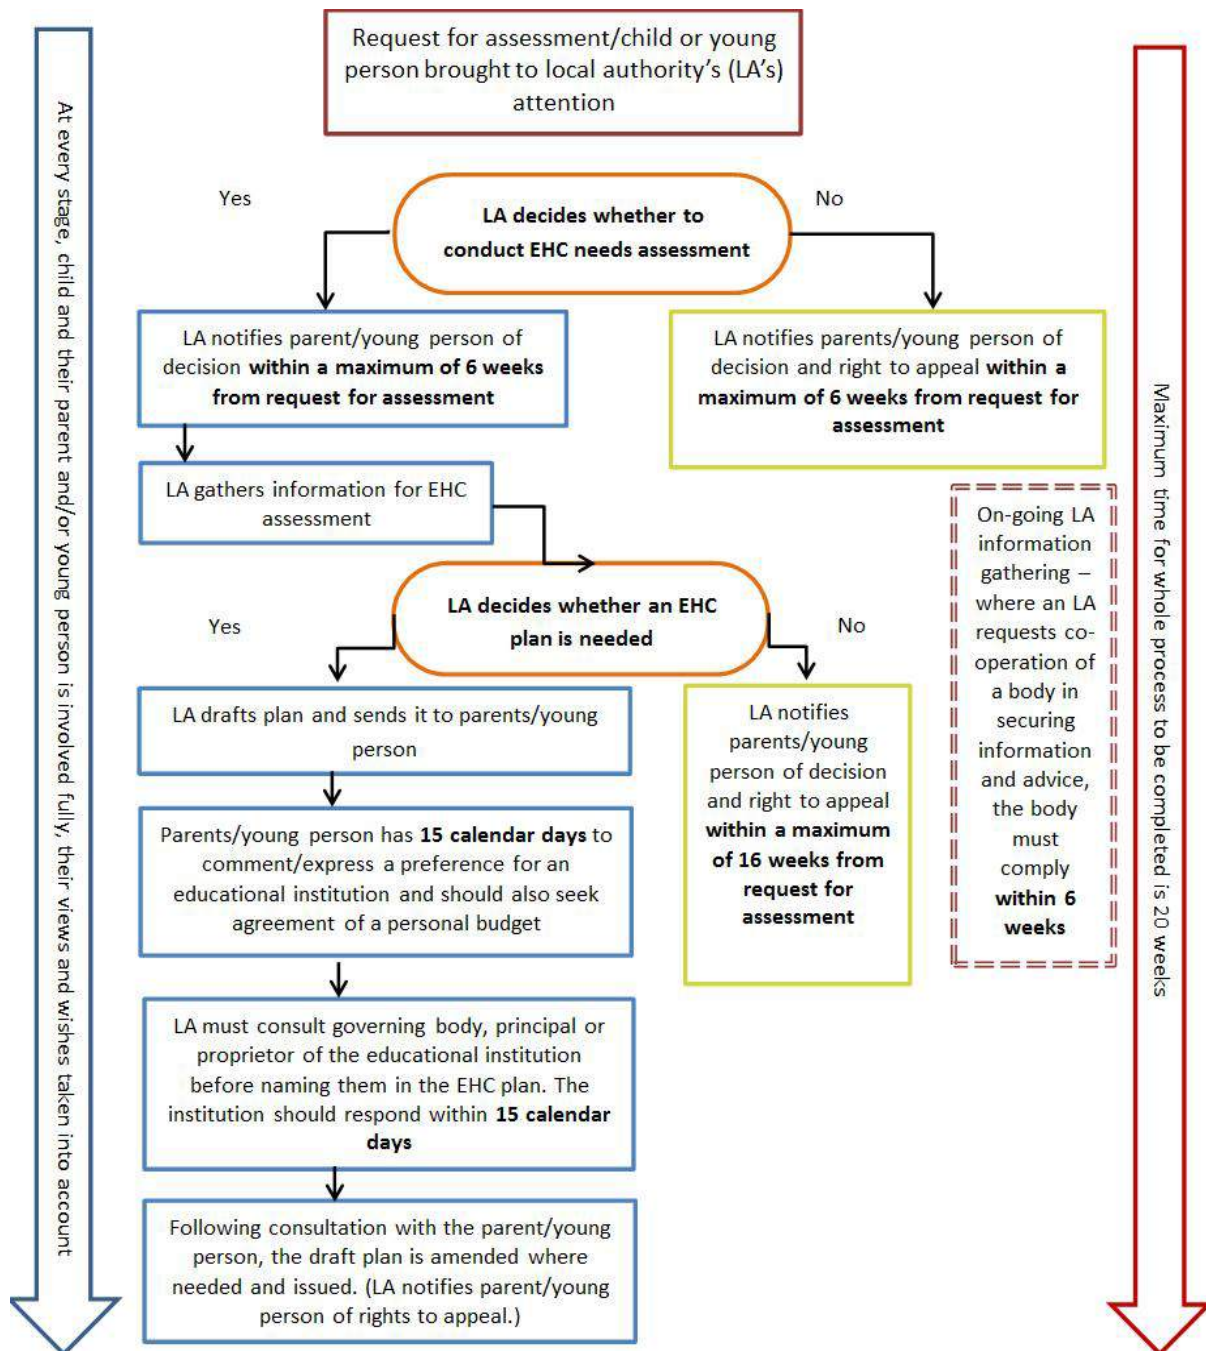 Request for assessment/child or young
person brought to local authority's (LA's)
attention
At every stage, child and their parent and/or young person is involved fully, their views and wishes taken into account
Maximum time for whole process to be completed is 20 weeks
Yes
LA decides whether to
conduct EHC needs assessment
No
LA notifies parent/young person of
decision within a maximum of 6 weeks
from request for assessment
LA notifies parents/young person of
decision and right to appeal within a
maximum of 6 weeks from request for
assessment
LA gathers information for EHC
assessment
On-going LA
information
gathering –
where an LA
requests co-
operation of
a body in
securing
information
and advice,
the body
must
comply
within 6
weeks
LA decides whether an EHC
plan is needed
Yes
No
LA drafts plan and sends it to parents/young
person
LA notifies
parents/young
person of decision
and right to appeal
within a maximum
of 16 weeks from
request for
assessment
Parents/young person has 15 calendar days to
comment/express a preference for an
educational institution and should also seek
agreement of a personal budget
LA must consult governing body, principal or
proprietor of the educational institution
before naming them in the EHC plan. The
institution should respond within 15 calendar
days
Following consultation with the parent/young
person, the draft plan is amended where
needed and issued. (LA notifies parent/young
person of rights to appeal.)